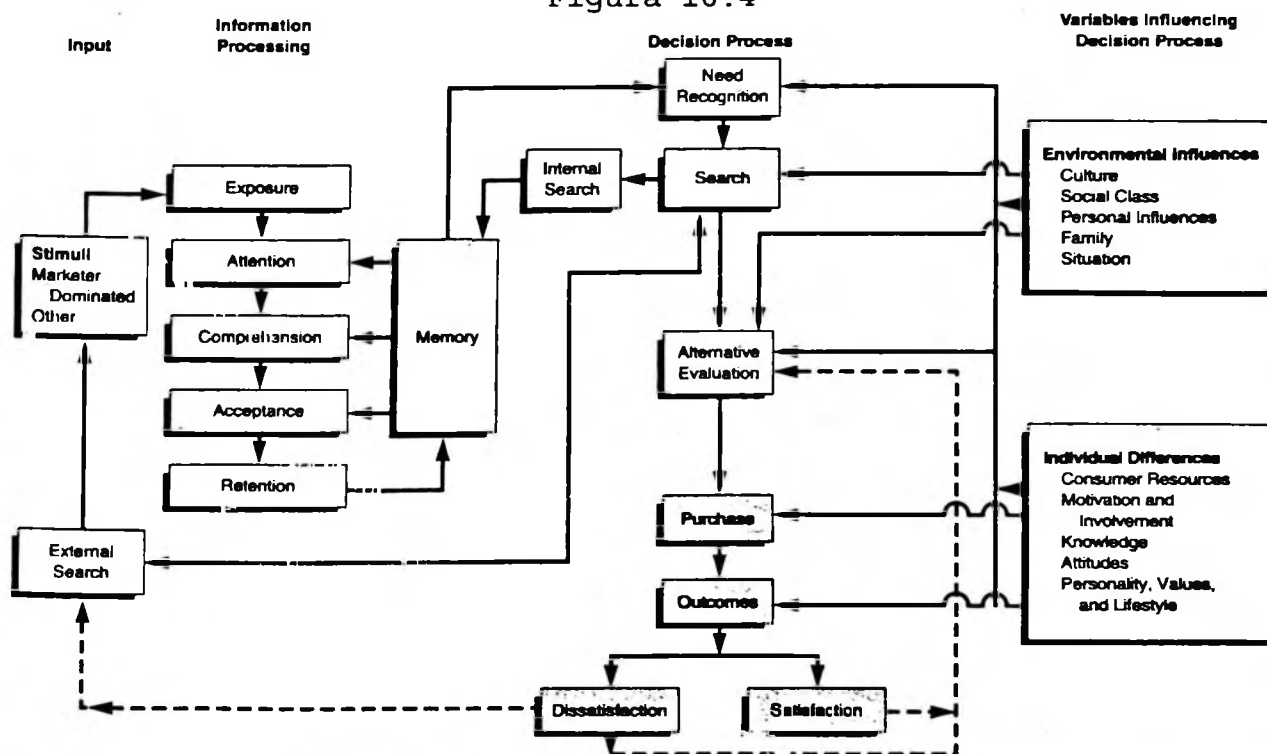 Figura 10.4
Input
Information
Processing
Decision Process
Variables Influencing
Decision Process
Need
Recognition
Internal
Search
Search
Exposure
Attention
Comprehension
Acceptance
Retention
Memory
Stimuli
Marketer
Dominated
Other
External
Search
Alternative
Evaluation
Purchase
Outcomes
Dissatisfaction
Satisfaction
Environmental Influences
Culture
Social Class
Personal Influences
Family
Situation
Individual Differences
Consumer Resources
Motivation and
Involvement
Knowledge
Attitudes
Personality, Values,
and Lifestyle